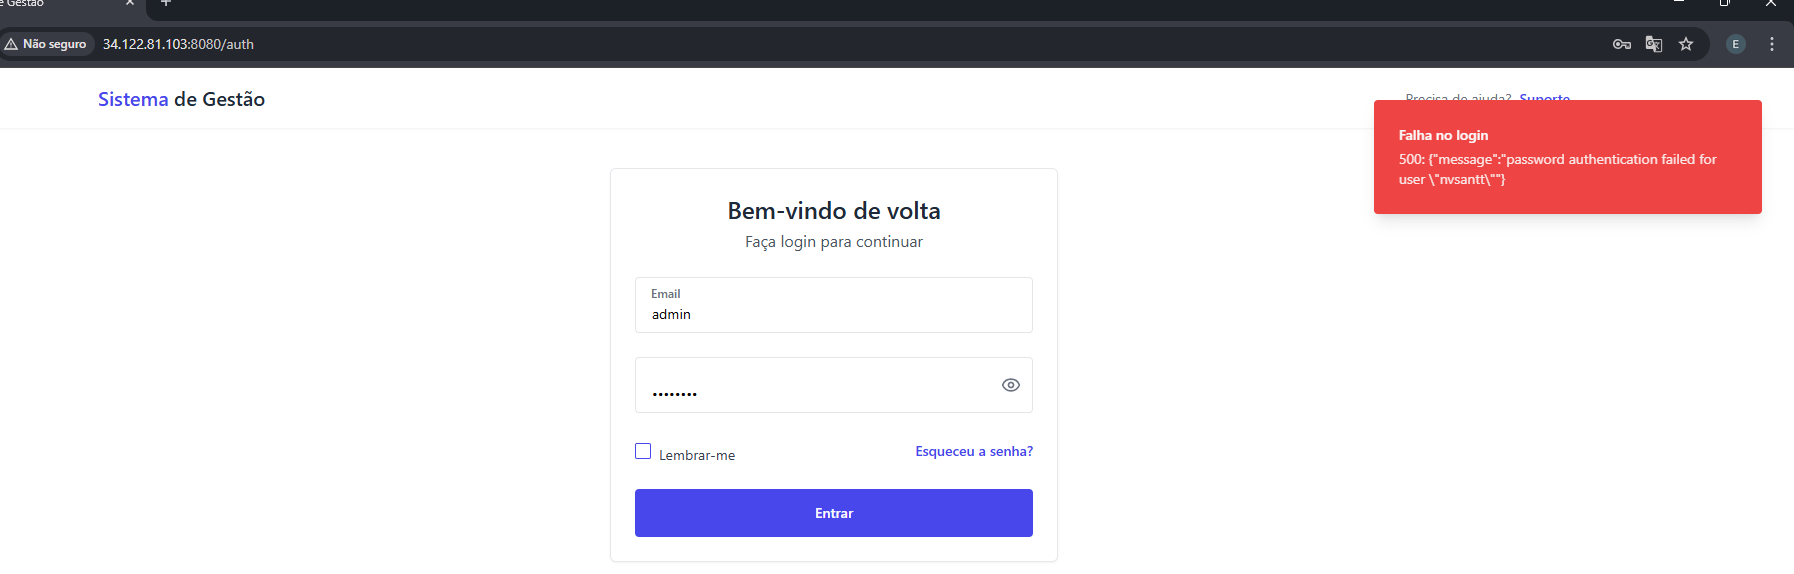 e Gestão
Não seguro 34.122.81.103:8080/auth
E
Sistema de Gestão
Precisa de ajuda? Suporte
Falha no login
500: {"message":"password authentication failed for
user \"nvsantt\""}
Bem-vindo de volta
Faça login para continuar
Email
admin
••••••••
Lembrar-me
Esqueceu a senha?
Entrar